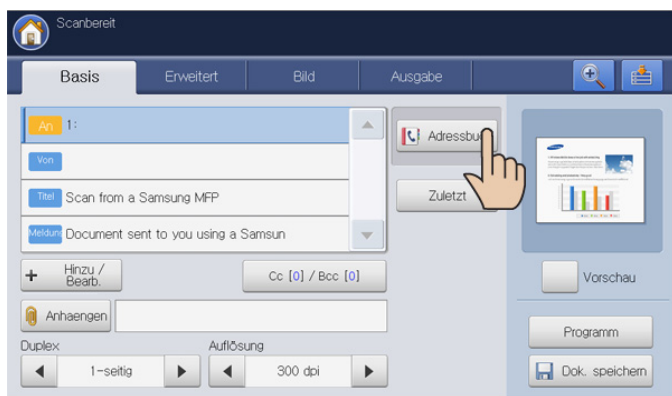 Scanbereit
Basis
Erweitert
Bild
Ausgabe
An 1:
Von
Titel Scan from a Samsung MFP
Meldung Document sent to you using a Samsun
Adressbuch
Zuletzt
+ Hinzu /
Bearb.
Cc [0] / Bcc [0]
Anhaengen
Vorschau
Duplex
Auflösung
1-seitig
300 dpi
Programm
Dok. speichern